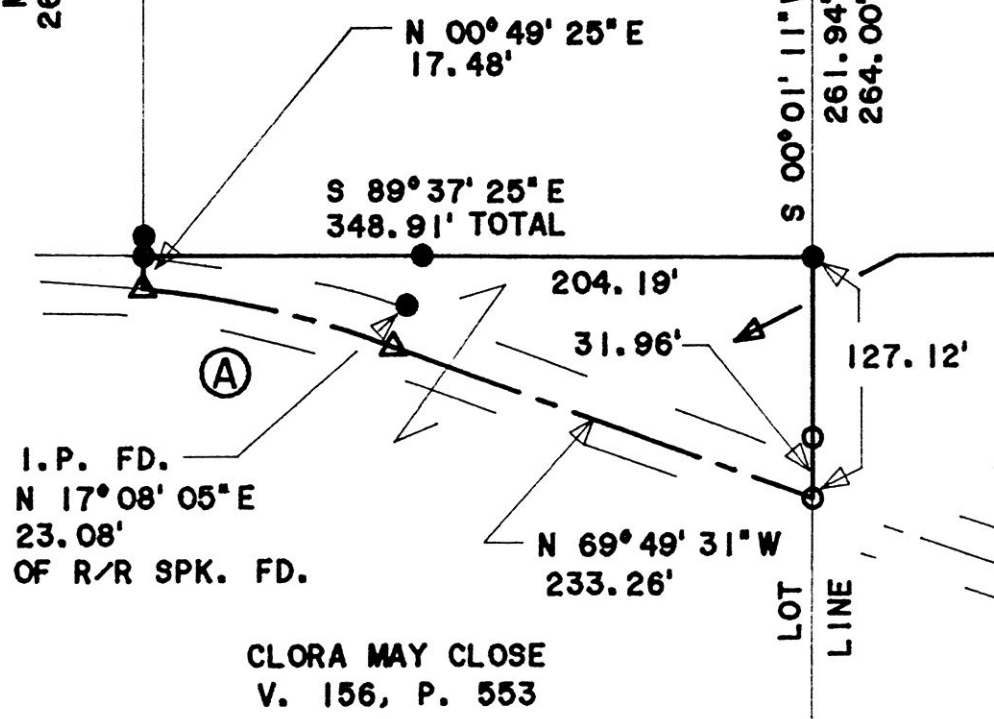 N 00°49'25"E
17.48'
S 00°01'11"
261.94'
264.00'
S 89°37'25"E
348.91' TOTAL
204.19'
31.96'
127.12'
A
I.P. FD.
N 17°08'05"E
23.08'
OF R/R SPK. FD.
N 69°49'31"W
233.26'
LOT LINE
CLORA MAY CLOSE
V. 156, P. 553